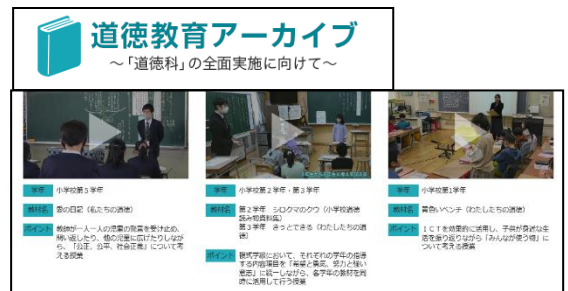 道徳教育アーカイブ
~「道徳科」の全面実施に向けて~
学年 小学校第5学年
教材名 愛の日記（私たちの道徳）
ポイント 教師が一人一人の児童の発言を受け止め、
問い返したり、他の児童に広げたりしなが
ら、「公正、公平、社会正義」について考
える授業
学年 小学校第2学年・第3学年
教材名 第2学年 シロクマのクウ（小学校道徳
読み物資料集）
第3学年 きっとできる（わたしたちの道
徳）
ポイント 複式学級において、それぞれの学年の指導
する内容項目を「希望と勇気、努力と強い
意志」に統一しながら、各学年の教材を同
時に活用して行う授業
学年 小学校第1学年
教材名 黄色いベンチ（わたしたちの道徳）
ポイント ICTを効果的に活用し、子供が身近な生
活を振り返りながら「みんなが使う物」に
ついて考える授業